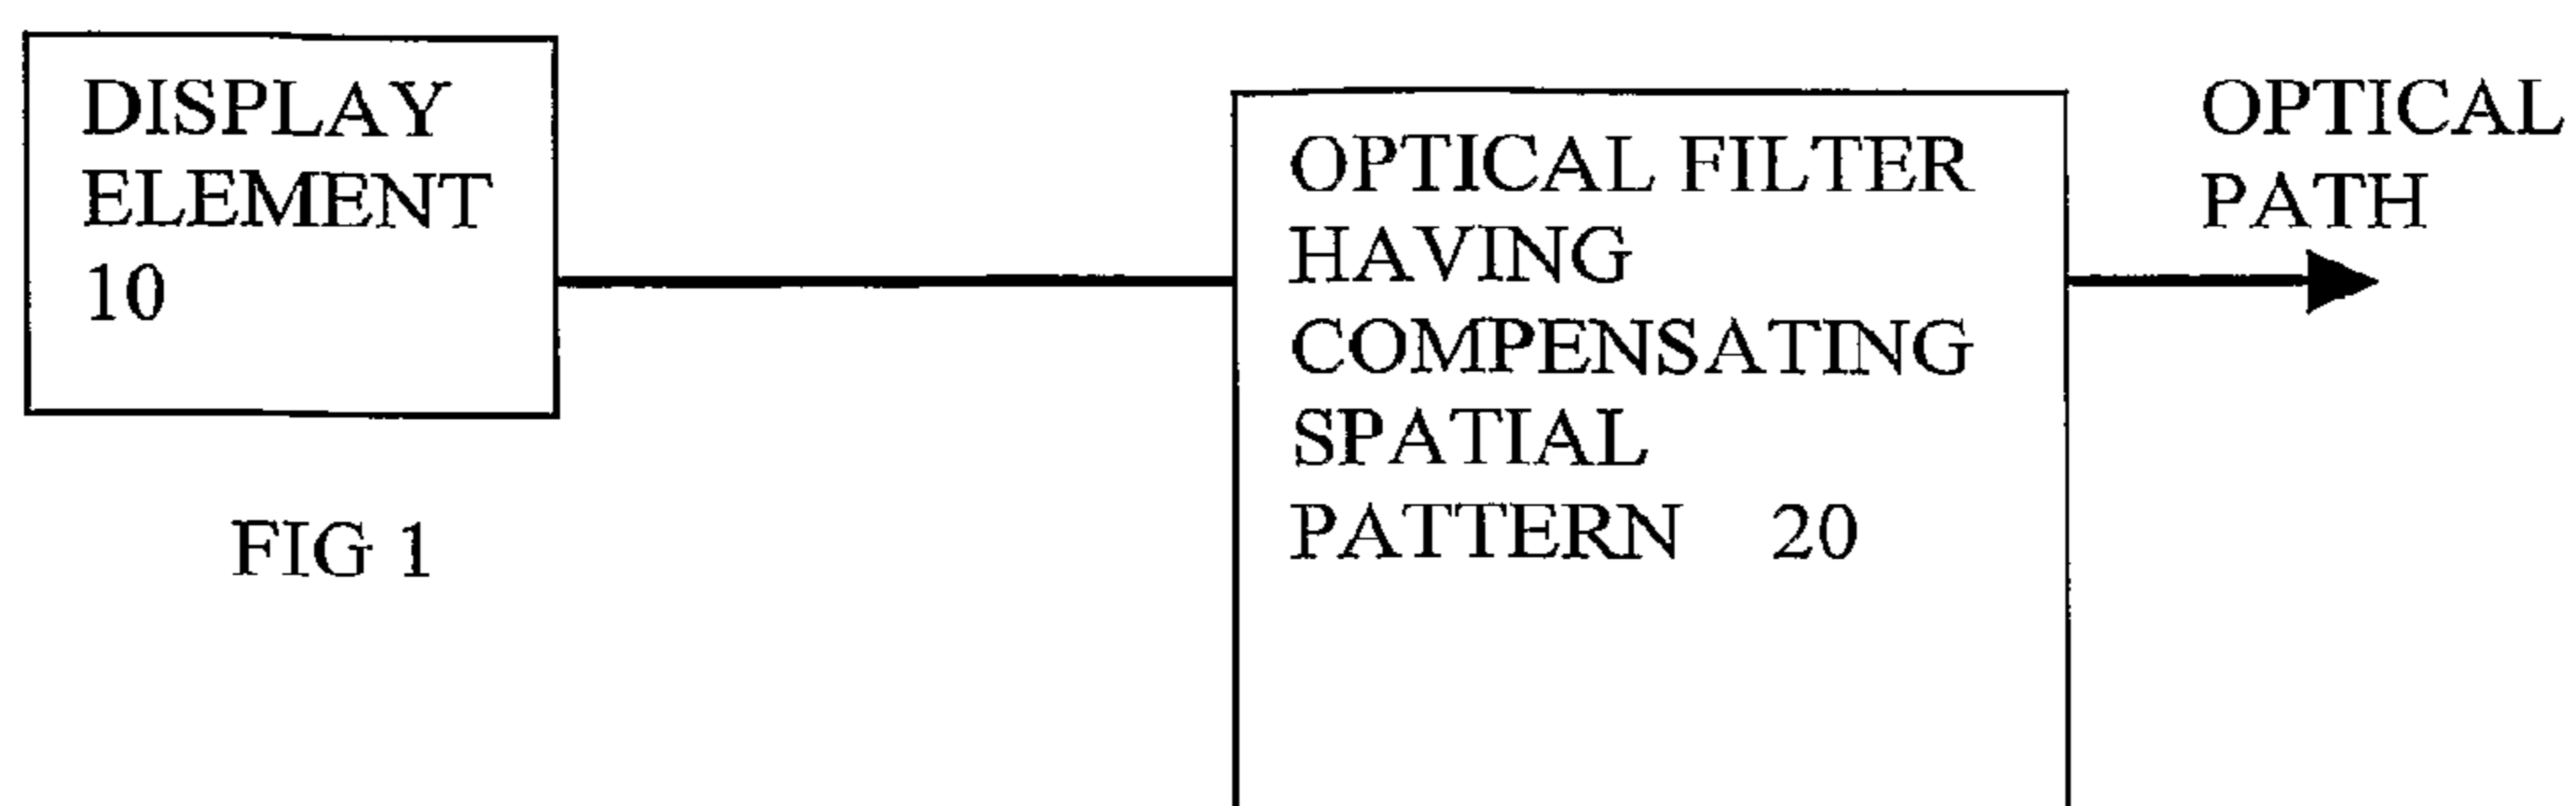 DISPLAY
ELEMENT
10
FIG 1
OPTICAL FILTER
HAVING
COMPENSATING
SPATIAL
PATTERN 20
OPTICAL
PATH